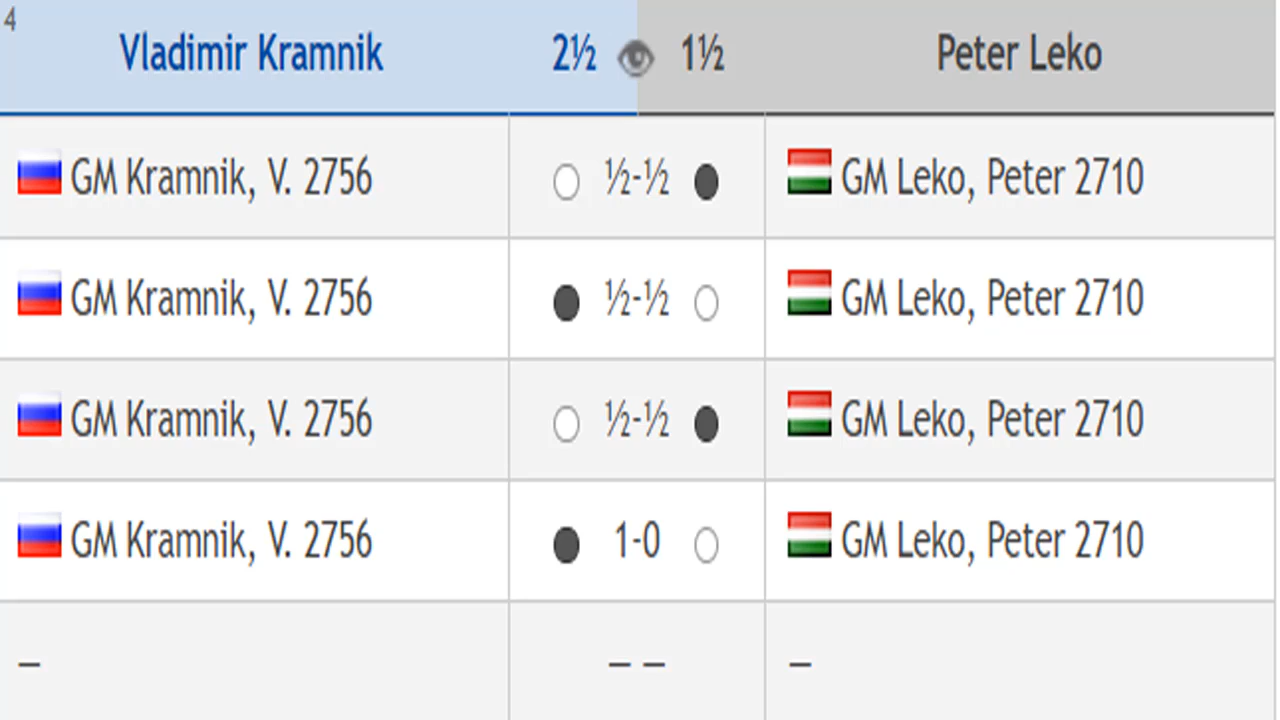 4
Vladimir Kramnik 2½ 1½ Peter Leko
GM Kramnik, V. 2756 ½-½ GM Leko, Peter 2710
GM Kramnik, V. 2756 ½-½ GM Leko, Peter 2710
GM Kramnik, V. 2756 ½-½ GM Leko, Peter 2710
GM Kramnik, V. 2756 1-0 GM Leko, Peter 2710
– – – –